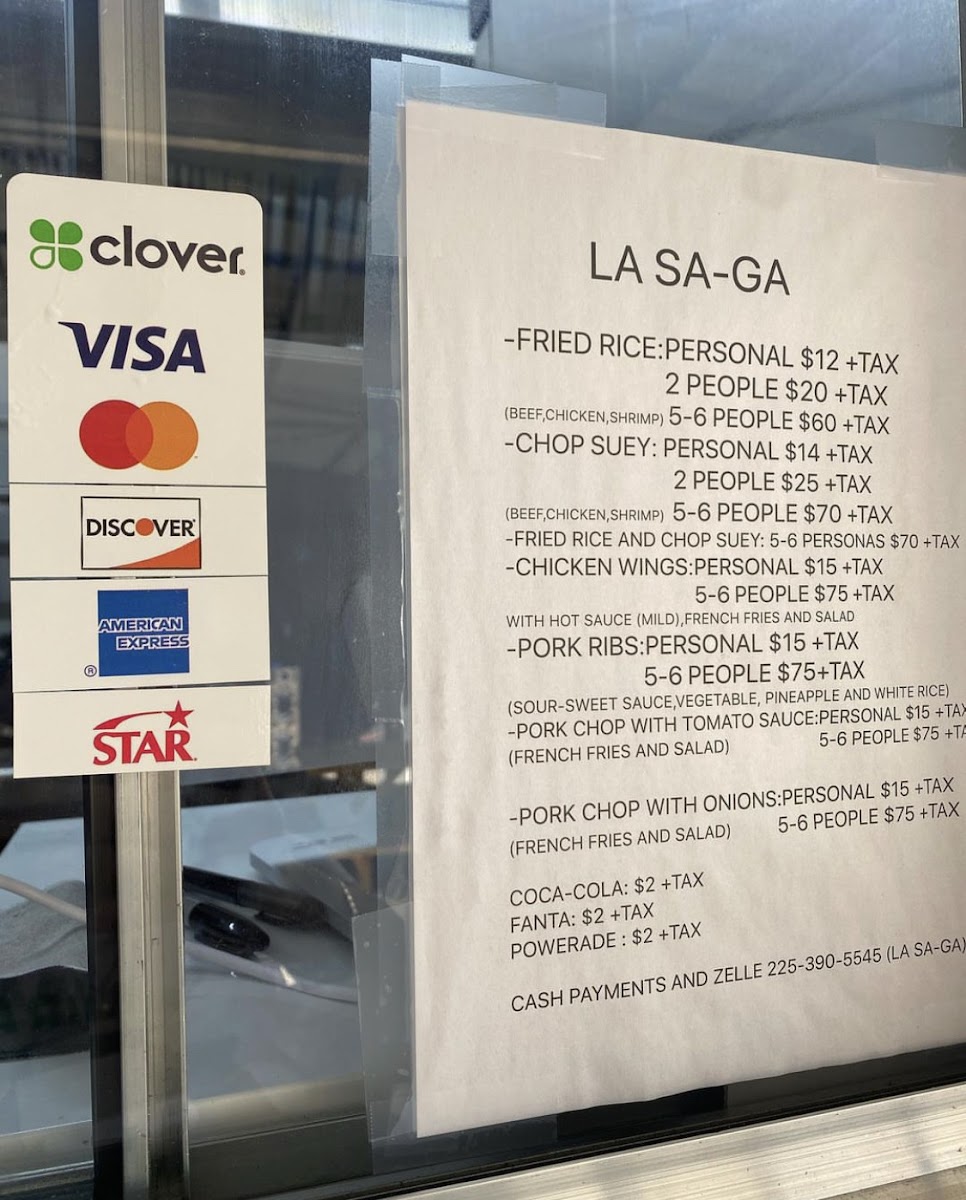 clover
VISA
DISCOVER
AMERICAN
EXPRESS
®
STAR
LA SA-GA
-FRIED RICE:PERSONAL $12 +TAX
2 PEOPLE $20 +TAX
(BEEF,CHICKEN,SHRIMP) 5-6 PEOPLE $60 +TAX
-CHOP SUEY: PERSONAL $14 +TAX
2 PEOPLE $25 +TAX
(BEEF,CHICKEN,SHRIMP) 5-6 PEOPLE $70 +TAX
-FRIED RICE AND CHOP SUEY: 5-6 PERSONAS $70 +TAX
-CHICKEN WINGS:PERSONAL $15 +TAX
5-6 PEOPLE $75 +TAX
WITH HOT SAUCE (MILD),FRENCH FRIES AND SALAD
-PORK RIBS:PERSONAL $15 +TAX
5-6 PEOPLE $75+TAX
(SOUR-SWEET SAUCE,VEGETABLE, PINEAPPLE AND WHITE RICE)
-PORK CHOP WITH TOMATO SAUCE:PERSONAL $15 +TAX
(FRENCH FRIES AND SALAD) 5-6 PEOPLE $75 +TA
-PORK CHOP WITH ONIONS:PERSONAL $15 +TAX
(FRENCH FRIES AND SALAD) 5-6 PEOPLE $75 +TAX
COCA-COLA: $2 +TAX
FANTA: $2 +TAX
POWERADE : $2 +TAX
CASH PAYMENTS AND ZELLE 225-390-5545 (LA SA-GA)